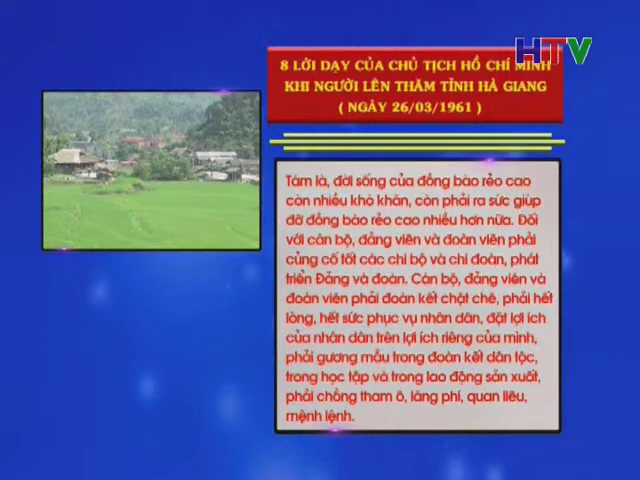 HTV
8 LỜI DẠY CỦA CHỦ TỊCH HỒ CHÍ MINH
KHI NGƯỜI LÊN THĂM TỈNH HÀ GIANG
( NGÀY 26/03/1961 )
Tám là, đời sống của đồng bào rẻo cao
còn nhiều khó khăn, còn phải ra sức giúp
đỡ đồng bào rẻo cao nhiều hơn nữa. Đối
với cán bộ, đảng viên và đoàn viên phải
củng cố tốt các chi bộ và chi đoàn, phát
triển Đảng và đoàn. Cán bộ, đảng viên và
đoàn viên phải đoàn kết chặt chẽ, phải hết
lòng, hết sức phục vụ nhân dân, đặt lợi ích
của nhân dân trên lợi ích riêng của mình,
phải gương mẫu trong đoàn kết dân tộc,
trong học tập và trong lao động sản xuất,
phải chồng tham ô, lãng phí, quan liêu,
mệnh lệnh.